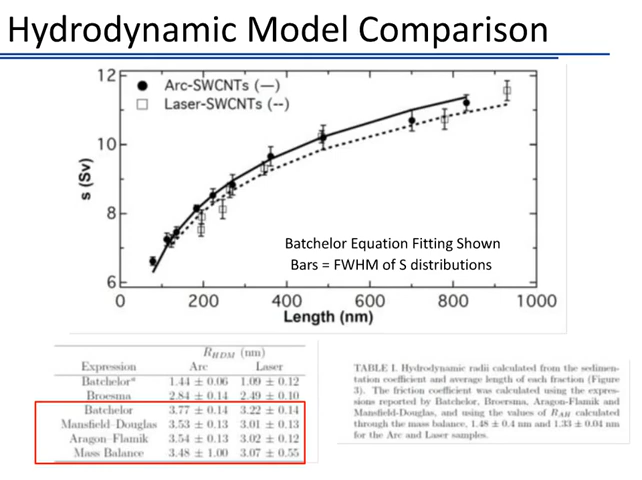 Hydrodynamic Model Comparison
12
10
8
6
s (Sv)
Arc-SWCNTs (—)
Laser-SWCNTs (--)
Batchelor Equation Fitting Shown
Bars = FWHM of S distributions
0 200 400 600 800 1000
Length (nm)
R_HDM (nm)
Expression Arc Laser
Batchelor* 1.44 ± 0.06 1.09 ± 0.12
Broesma 2.84 ± 0.14 2.49 ± 0.10
Batchelor 3.77 ± 0.14 3.22 ± 0.14
Mansfield–Douglas 3.53 ± 0.13 3.01 ± 0.13
Aragon–Flamik 3.54 ± 0.13 3.02 ± 0.12
Mass Balance 3.48 ± 1.00 3.07 ± 0.55
TABLE I. Hydrodynamic radii calculated from the sedimen-
tation coefficient and average length of each fraction (Figure
3). The friction coefficient was calculated using the expres-
sions reported by Batchelor, Broersma, Aragon-Flamik and
Mansfield-Douglas, and using the values of R_AH calculated
through the mass balance, 1.48 ± 0.4 nm and 1.33 ± 0.04 nm
for the Arc and Laser samples.